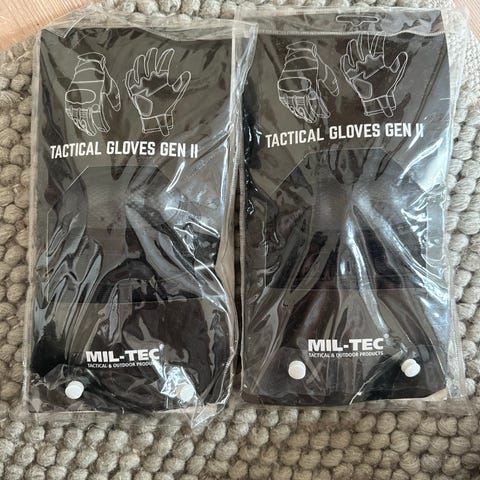 TACTICAL GLOVES GEN II
MIL-TEC
TACTICAL & OUTDOOR PRODUCTS
TACTICAL GLOVES GEN II
MIL-TEC
TACTICAL & OUTDOOR PRODUCTS